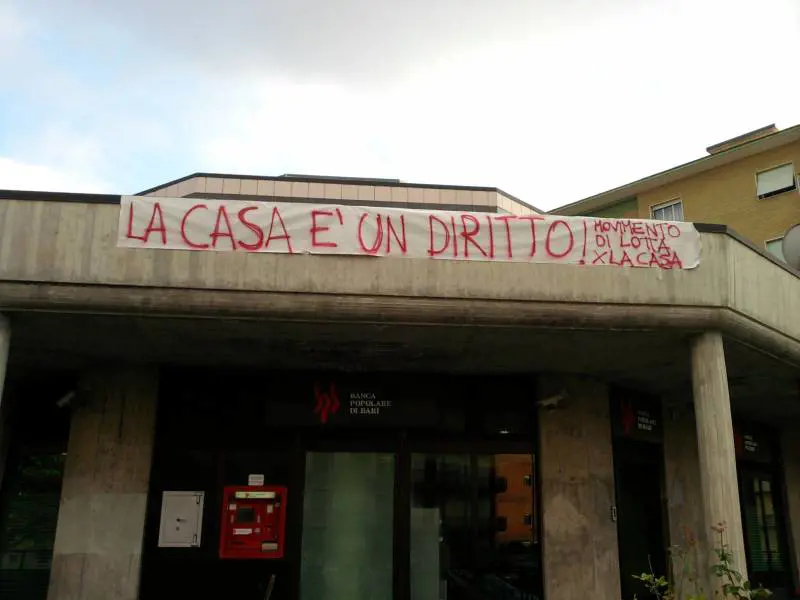 LA CASA E' UN DIRITTO!
MOVIMENTO
DI LOTTA
X LA CASA
BANCA
POPOLARE
DI BARI